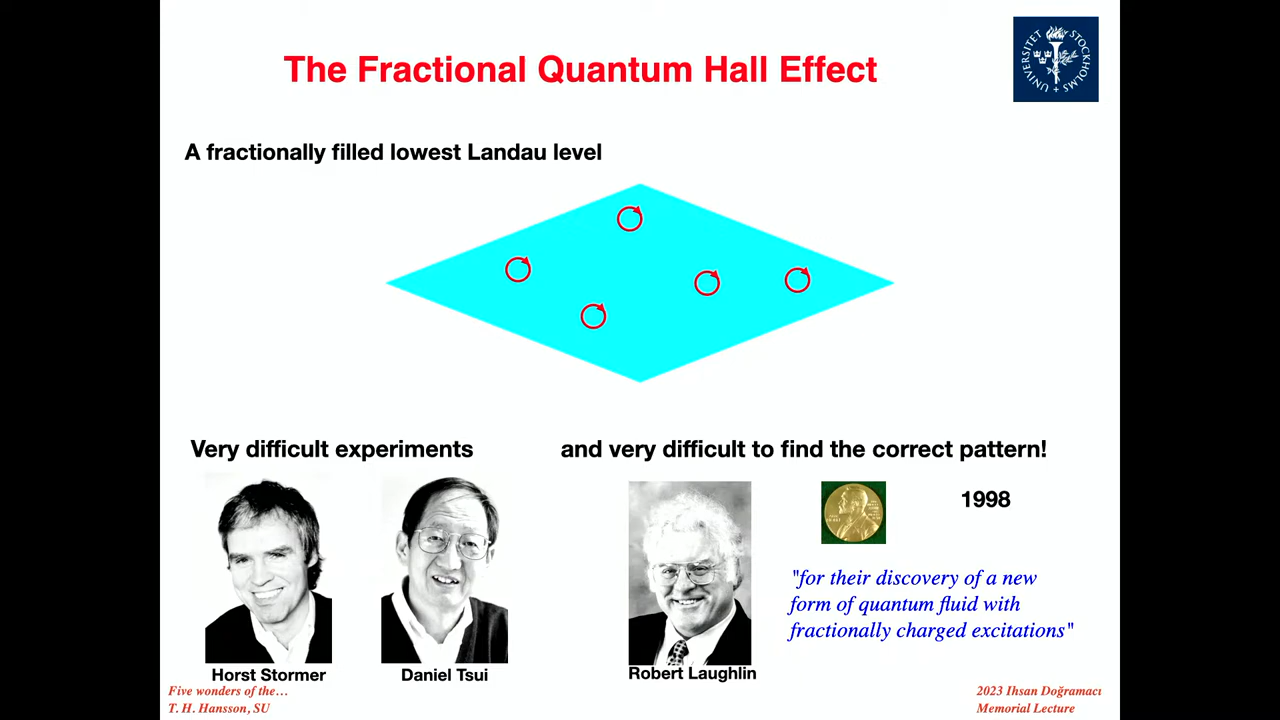 The Fractional Quantum Hall Effect
STOCKHOLMS UNIVERSITET
A fractionally filled lowest Landau level
Very difficult experiments
and very difficult to find the correct pattern!
1998
"for their discovery of a new
form of quantum fluid with
fractionally charged excitations"
Horst Stormer
Daniel Tsui
Robert Laughlin
Five wonders of the...
T. H. Hansson, SU
2023 Ihsan Doğramacı
Memorial Lecture